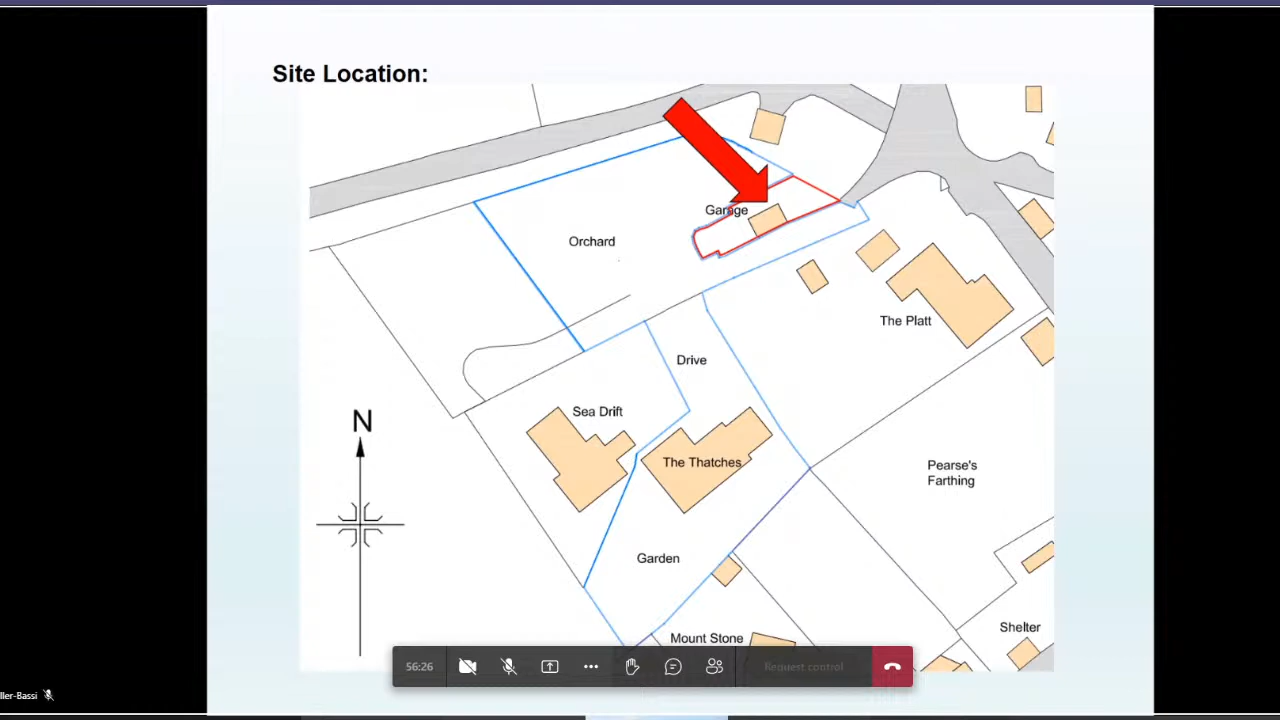 Site Location:
Garage
Orchard
The Platt
Drive
N
Sea Drift
The Thatches
Pearse's
Farthing
Garden
Shelter
Mount Stone
56:26
Request control
ller-Bassi